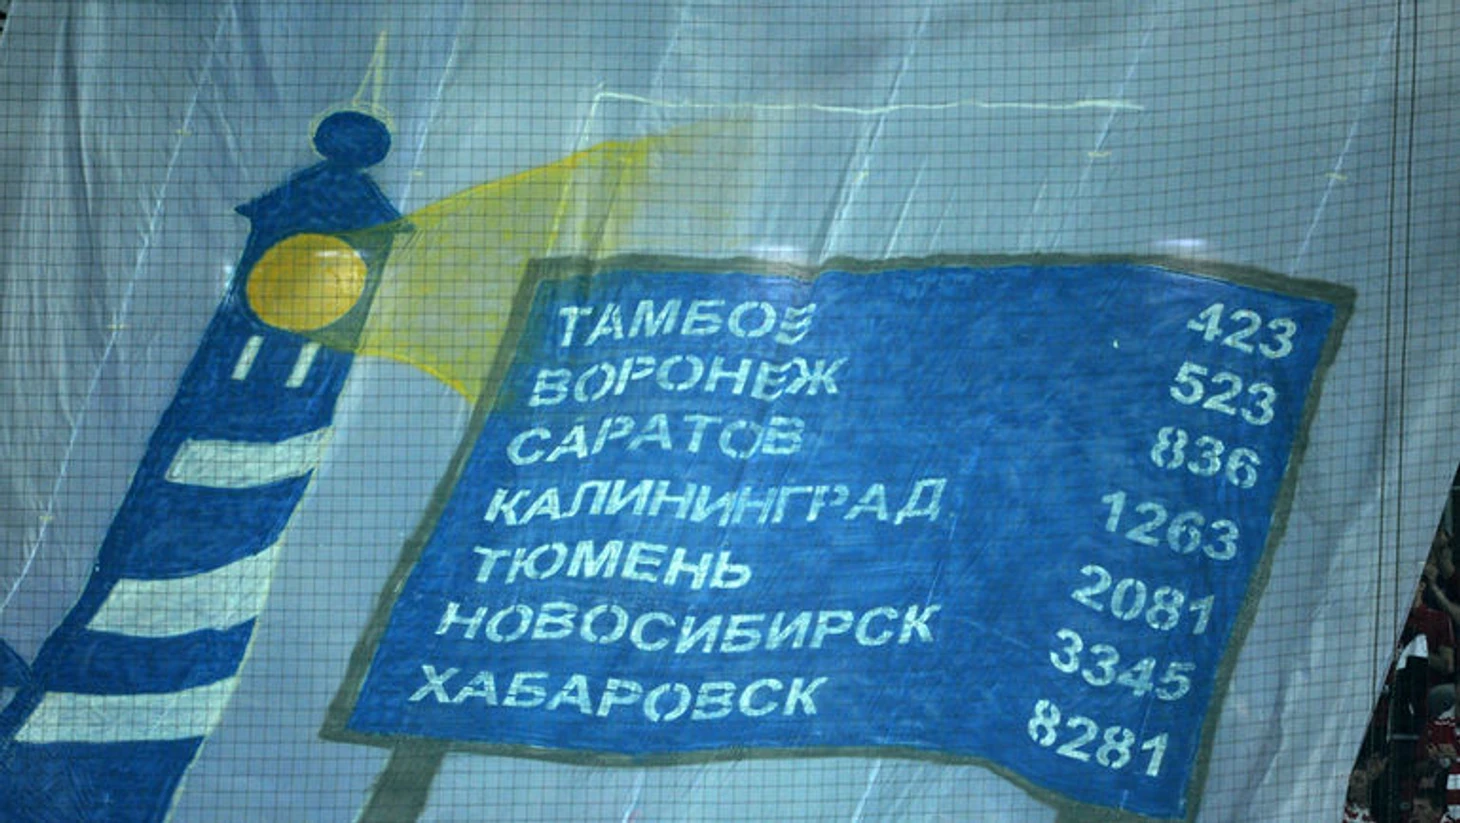 ТАМБОВ 423
ВОРОНЕЖ 523
САРАТОВ 836
КАЛИНИНГРАД 1263
ТЮМЕНЬ 2081
НОВОСИБИРСК 3345
ХАБАРОВСК 8281